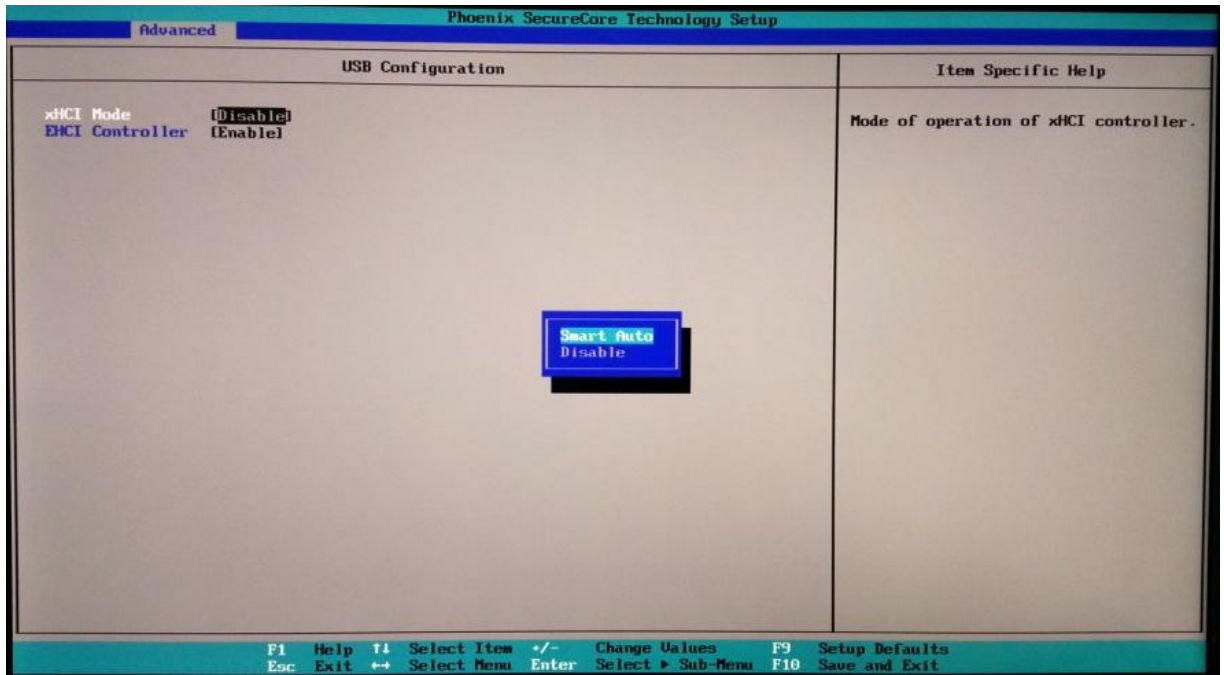 Phoenix SecureCore Technology Setup
Advanced
USB Configuration
Item Specific Help
xHCI Mode [Disable]
EHCI Controller [Enable]
Mode of operation of xHCI controller.
Smart Auto
Disable
F1 Help ↑↓ Select Item +/- Change Values F9 Setup Defaults
Esc Exit ↔ Select Menu Enter Select ► Sub-Menu F10 Save and Exit